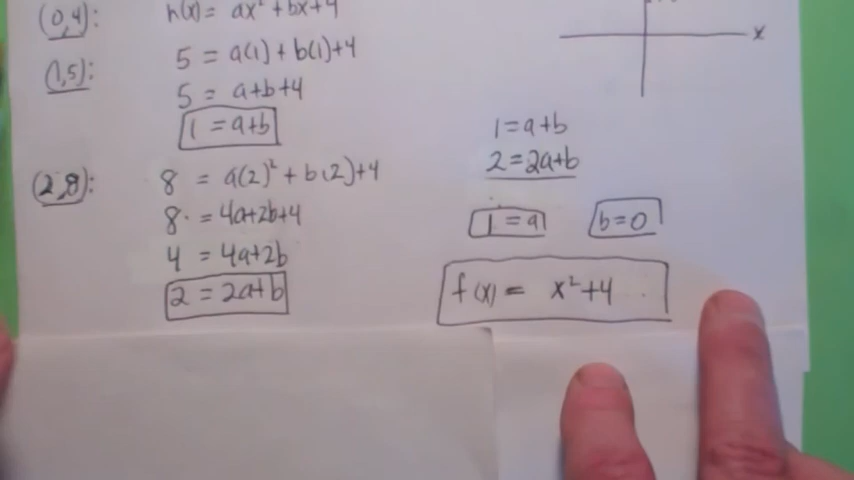 (0,4): h(x) = ax² + bx + 4
(1,5): 5 = a(1) + b(1) + 4
5 = a+b+4
1 = a+b
(2,8): 8 = a(2)² + b(2) + 4
8 = 4a+2b+4
4 = 4a+2b
2 = 2a+b
x
1 = a+b
2 = 2a+b
1 = a
b = 0
f(x) = x²+4